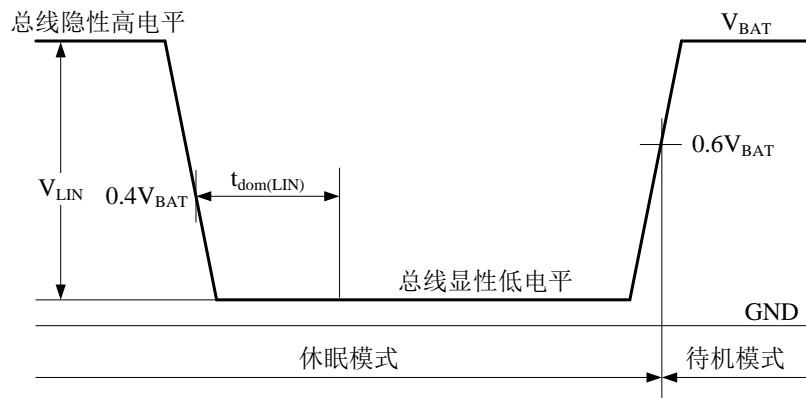 总线隐性高电平
V_BAT
0.6V_BAT
t_dom(LIN)
V_LIN
0.4V_BAT
总线显性低电平
GND
休眠模式
待机模式